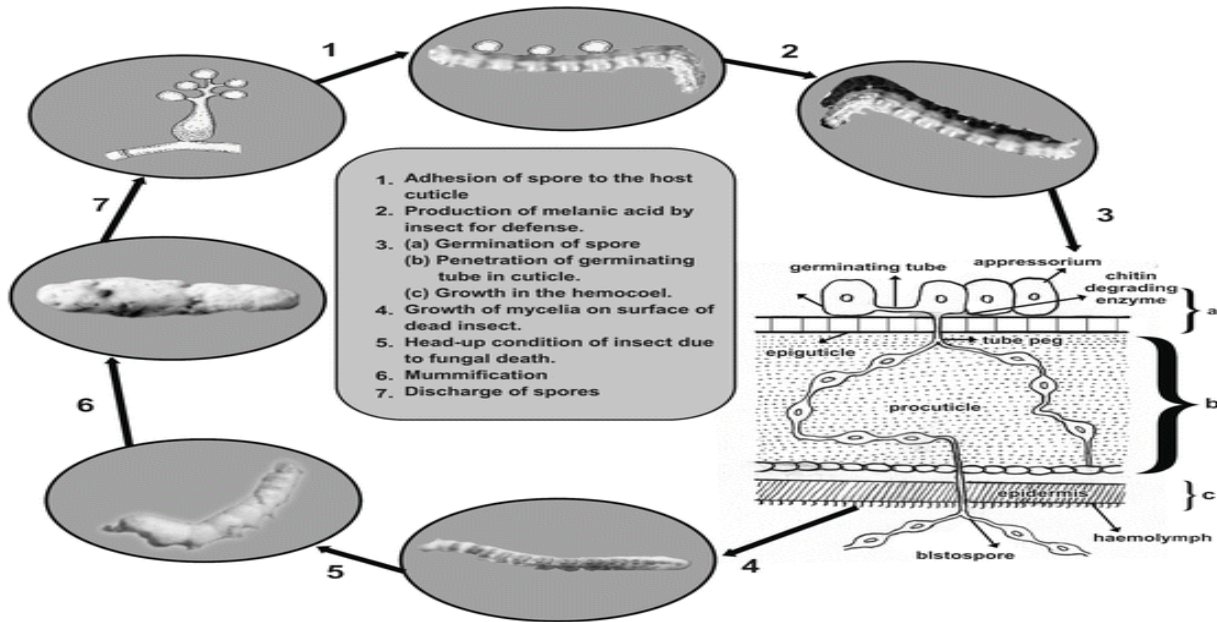 1
2
3
4
5
6
7
1. Adhesion of spore to the host
cuticle
2. Production of melanic acid by
insect for defense.
3. (a) Germination of spore
(b) Penetration of germinating
tube in cuticle.
(c) Growth in the hemocoel.
4. Growth of mycelia on surface of
dead insect.
5. Head-up condition of insect due
to fungal death.
6. Mummification
7. Discharge of spores
germinating tube
appressorium
chitin
degrading
enzyme
a
epiguticle
tube peg
procuticle
b
epidermis
c
haemolymph
blstospore